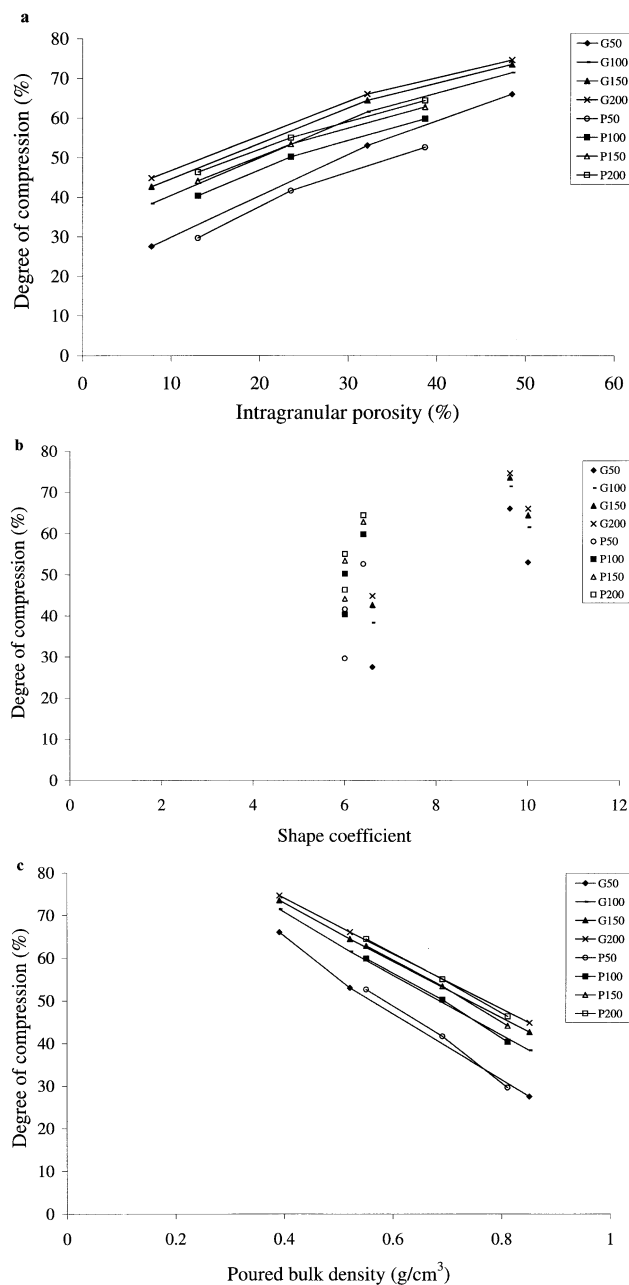 a
80
70
60
50
40
30
20
10
0
Degree of compression (%)
0 10 20 30 40 50 60
Intragranular porosity (%)
G50
G100
G150
G200
P50
P100
P150
P200
b
80
70
60
50
40
30
20
10
0
Degree of compression (%)
0 2 4 6 8 10 12
Shape coefficient
G50
G100
G150
G200
P50
P100
P150
P200
c
80
70
60
50
40
30
20
10
0
Degree of compression (%)
0 0.2 0.4 0.6 0.8 1
Poured bulk density (g/cm³)
G50
G100
G150
G200
P50
P100
P150
P200